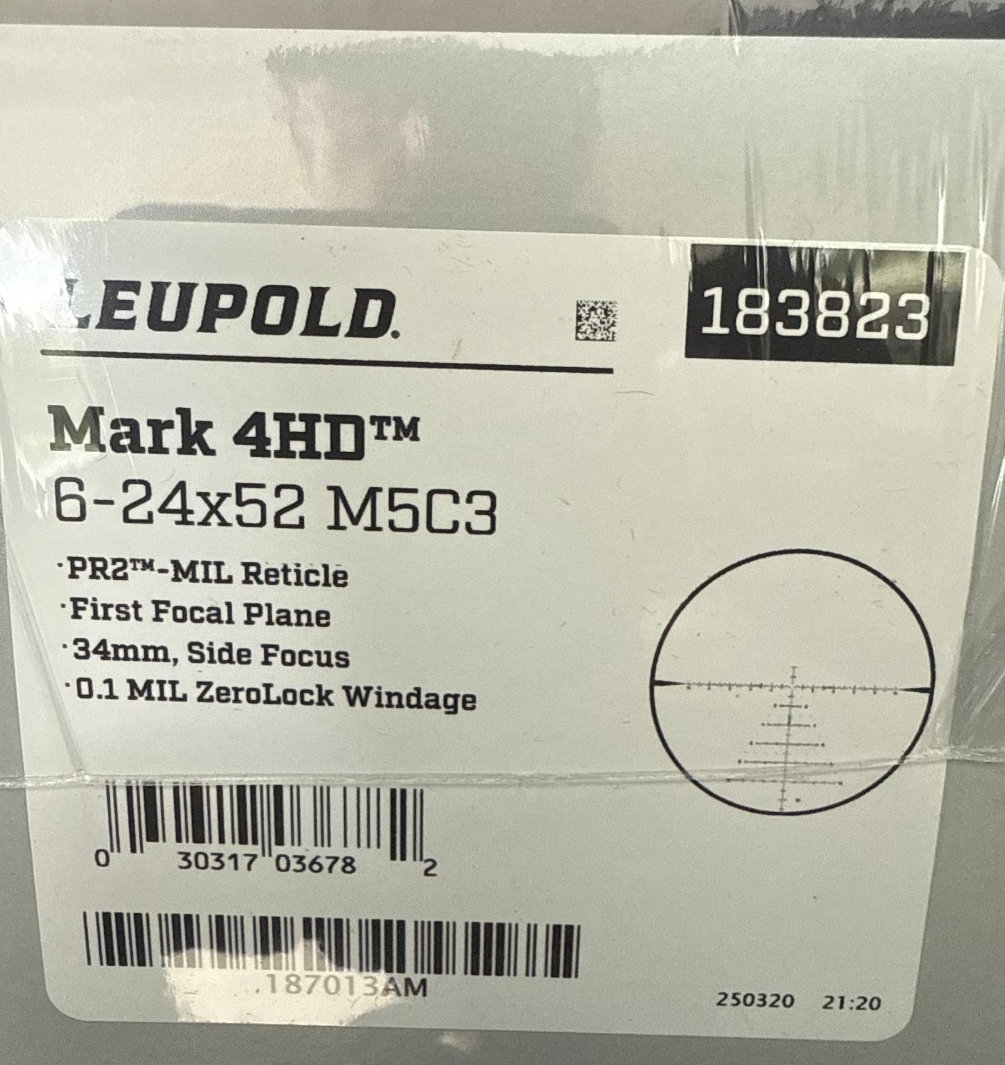 LEUPOLD.
183823
Mark 4HD™
6-24x52 M5C3
·PR2™-MIL Reticle
·First Focal Plane
·34mm, Side Focus
·0.1 MIL ZeroLock Windage
0 30317 03678 2
.187013AM
250320 21:20